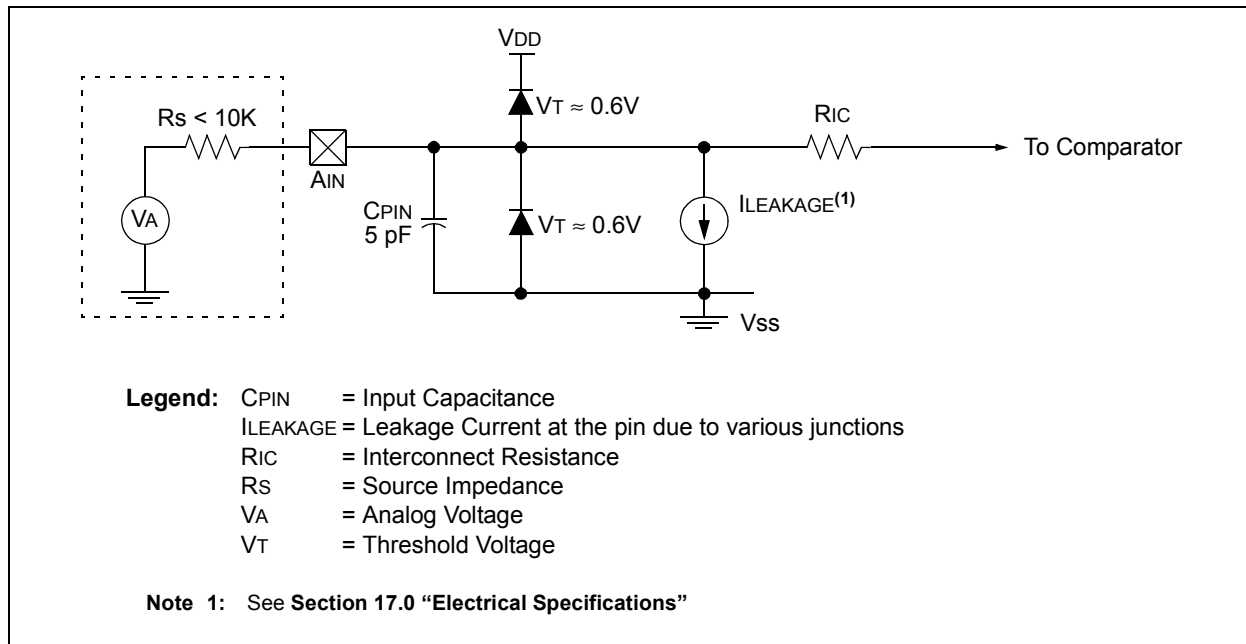 VDD
VT ≈ 0.6V
Rs < 10K
RIC
To Comparator
AIN
ILEAKAGE(1)
VA
CPIN
5 pF
VT ≈ 0.6V
Vss
Legend: CPIN = Input Capacitance
ILEAKAGE = Leakage Current at the pin due to various junctions
RIC = Interconnect Resistance
RS = Source Impedance
VA = Analog Voltage
VT = Threshold Voltage
Note 1: See Section 17.0 “Electrical Specifications”